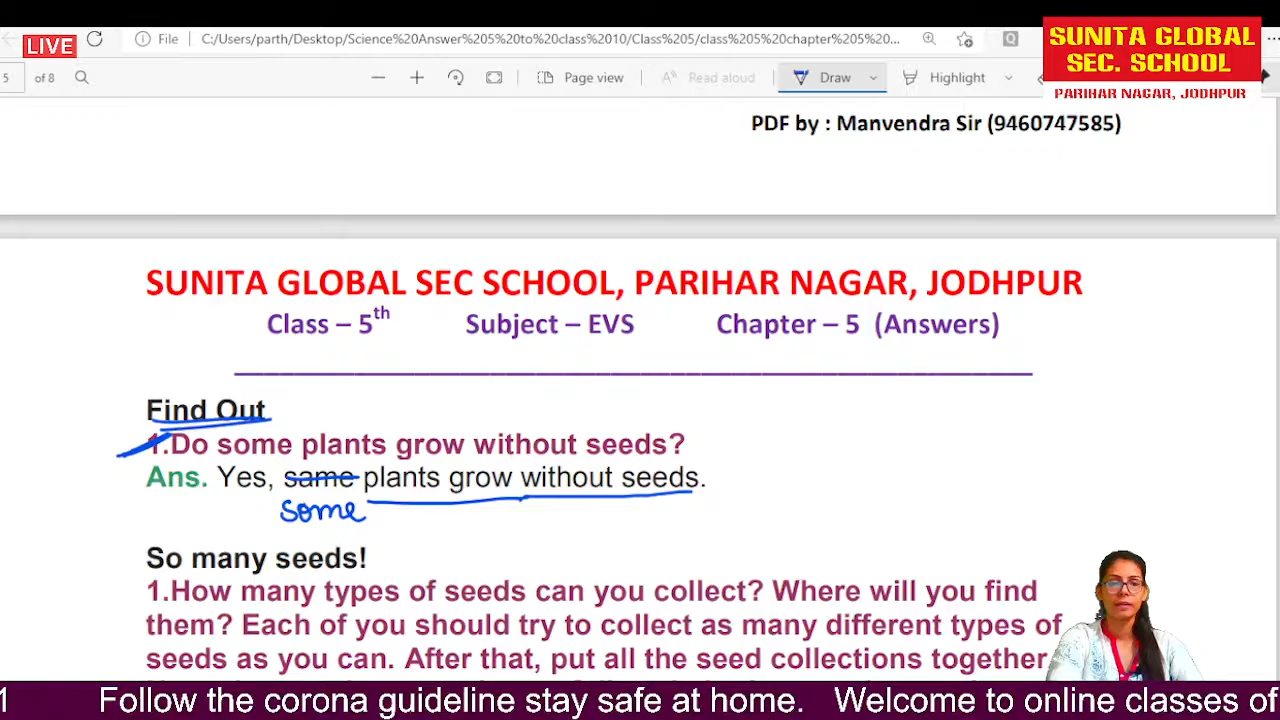 LIVE
File C:/Users/parth/Desktop/Science%20Answer%205%20to%20class%2010/Class%205/class%205%20chapter%205%20...
SUNITA GLOBAL
SEC. SCHOOL
PARIHAR NAGAR, JODHPUR
5 of 8 Page view Read aloud Draw Highlight
PDF by : Manvendra Sir (9460747585)
SUNITA GLOBAL SEC SCHOOL, PARIHAR NAGAR, JODHPUR
Class – 5th Subject – EVS Chapter – 5 (Answers)
Find Out
1.Do some plants grow without seeds?
Ans. Yes, same plants grow without seeds.
some
So many seeds!
1.How many types of seeds can you collect? Where will you find
them? Each of you should try to collect as many different types of
seeds as you can. After that, put all the seed collections together
1 Follow the corona guideline stay safe at home. Welcome to online classes of